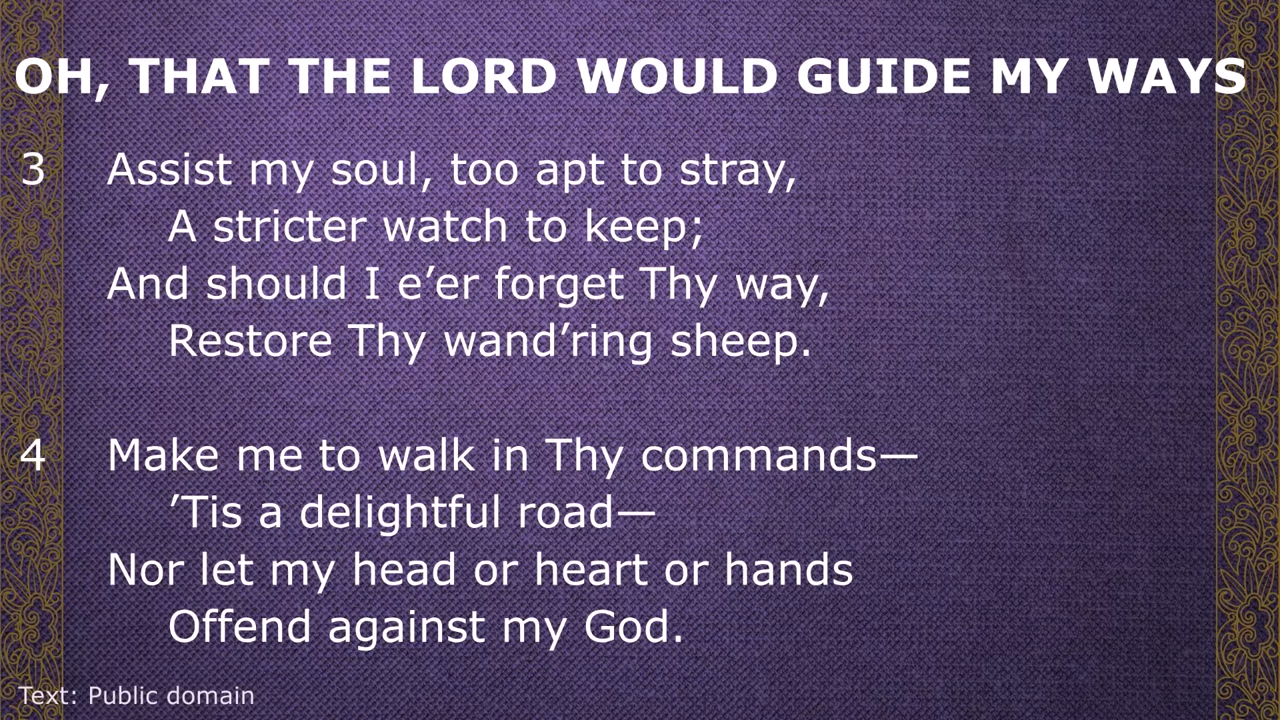 OH, THAT THE LORD WOULD GUIDE MY WAYS
3 Assist my soul, too apt to stray,
A stricter watch to keep;
And should I e’er forget Thy way,
Restore Thy wand’ring sheep.
4 Make me to walk in Thy commands—
’Tis a delightful road—
Nor let my head or heart or hands
Offend against my God.
Text: Public domain